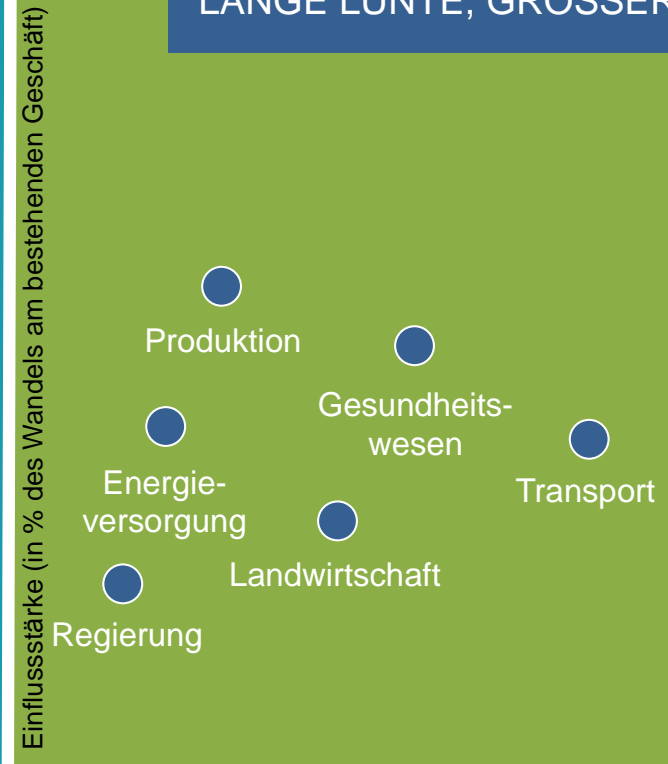 LANGE LUNTE, GROSSER
Einflussstärke (in % des Wandels am bestehenden Geschäft)
Produktion
Gesundheits-
wesen
Energie-
versorgung
Transport
Landwirtschaft
Regierung